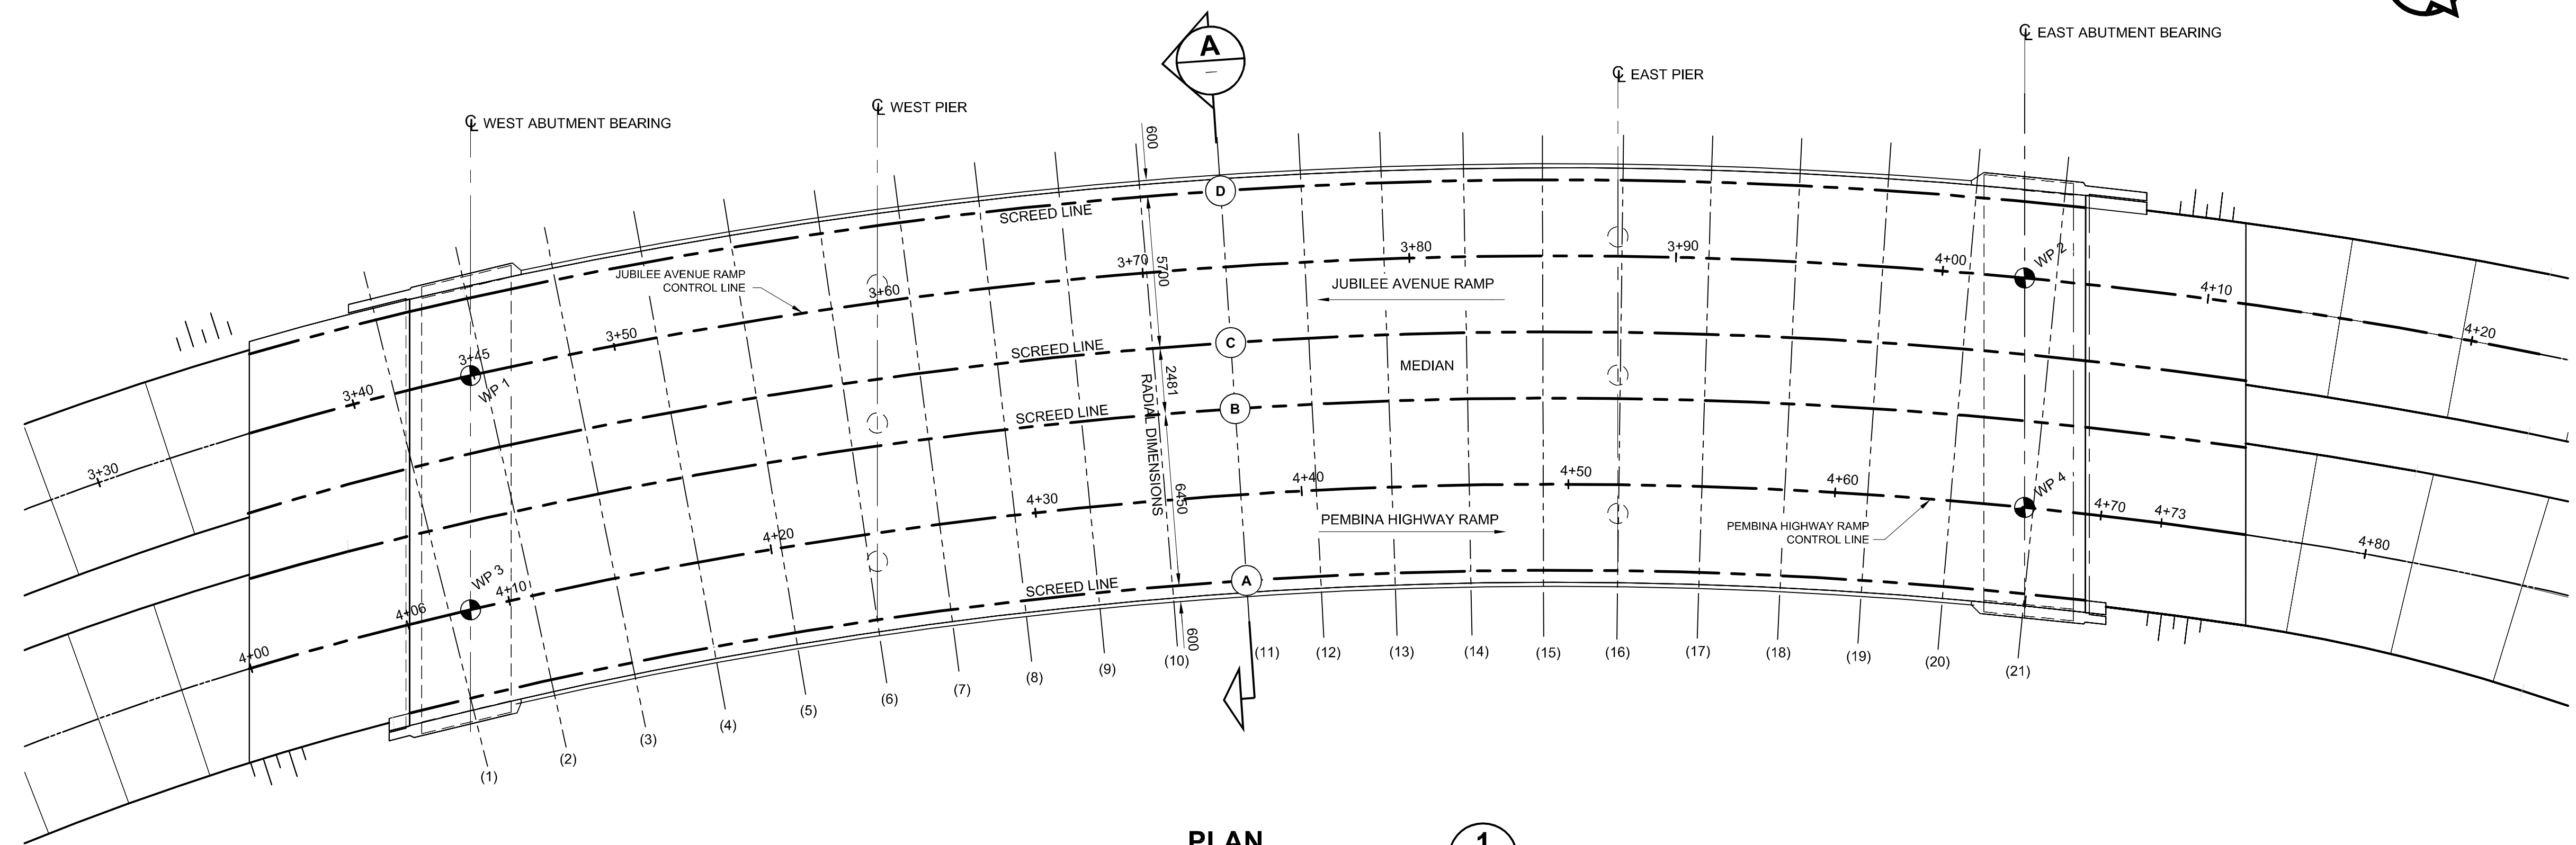 A
℄ EAST ABUTMENT BEARING
℄ EAST PIER
℄ WEST PIER
℄ WEST ABUTMENT BEARING
600
D
SCREED LINE
JUBILEE AVENUE RAMP
CONTROL LINE
3+30
3+40
3+45
WP 1
3+50
3+60
3+70
3+80
3+90
4+00
WP 2
4+10
4+20
5700
JUBILEE AVENUE RAMP
C
SCREED LINE
MEDIAN
2481
RADIAL DIMENSIONS
B
SCREED LINE
4+00
4+06
WP 3
4+10
4+20
4+30
4+40
4+50
4+60
WP 4
4+70
4+73
4+80
6450
PEMBINA HIGHWAY RAMP
PEMBINA HIGHWAY RAMP
CONTROL LINE
A
SCREED LINE
600
(1)
(2)
(3)
(4)
(5)
(6)
(7)
(8)
(9)
(10)
(11)
(12)
(13)
(14)
(15)
(16)
(17)
(18)
(19)
(20)
(21)
PLAN
1